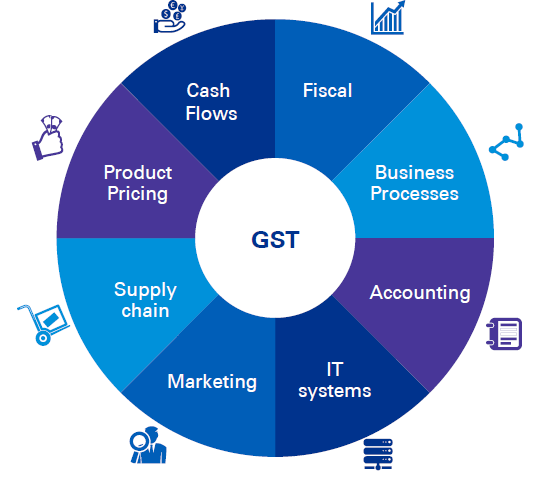 Cash
Flows
Fiscal
Business
Processes
Accounting
IT
systems
Marketing
Supply
chain
Product
Pricing
GST